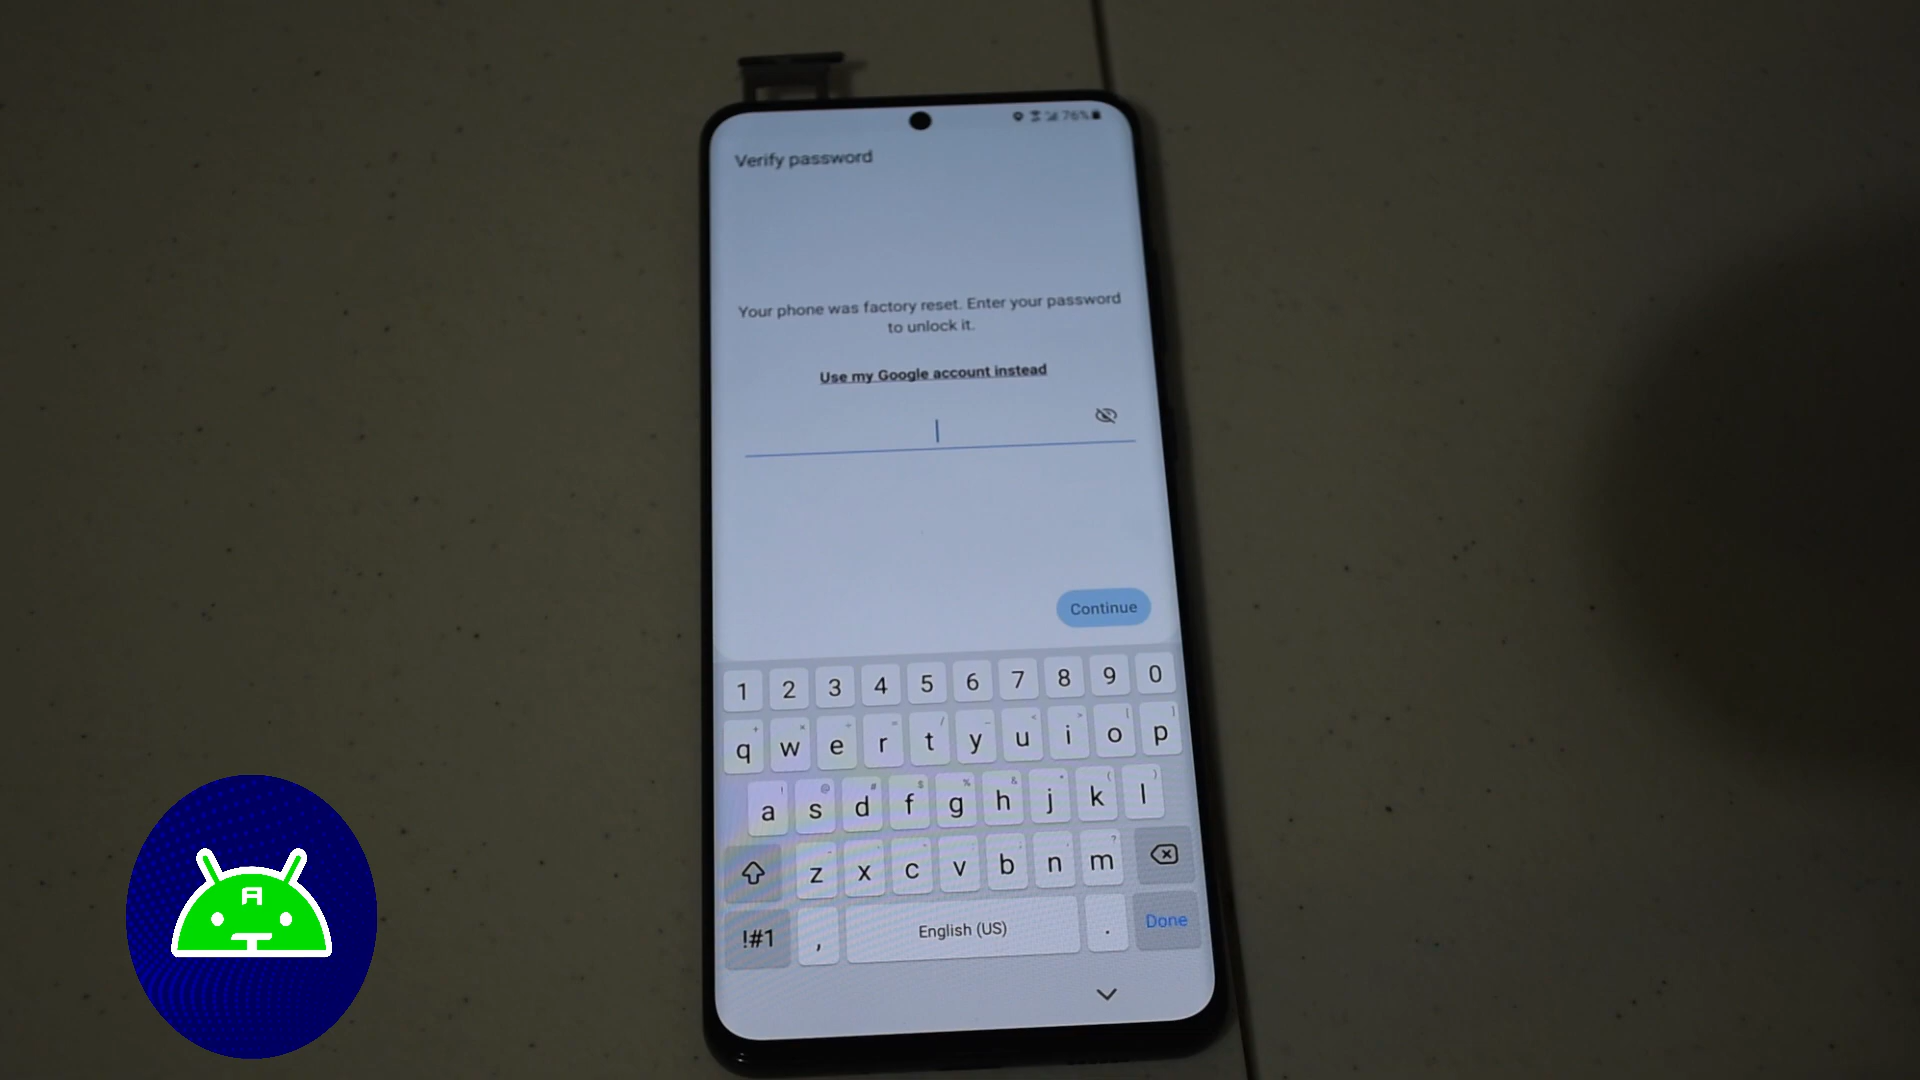 76%
Verify password
Your phone was factory reset. Enter your password
to unlock it.
Use my Google account instead
Continue
1 2 3 4 5 6 7 8 9 0
q w e r t y u i o p
a s d f g h j k l
z x c v b n m
!#1 , English (US) . Done
A